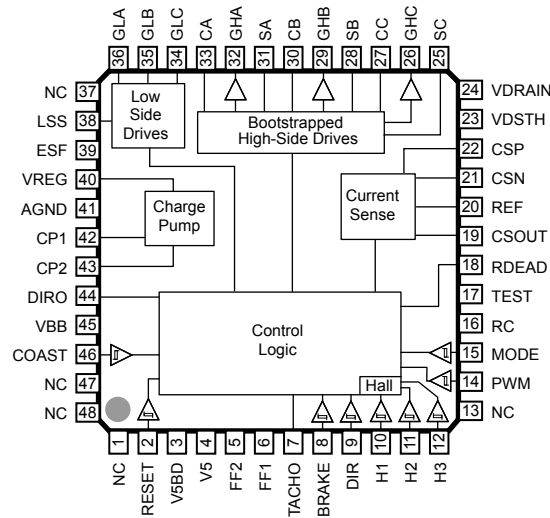 GLA
GLB
GLC
CA
GHA
SA
CB
GHB
SB
CC
GHC
SC
36
35
34
33
32
31
30
29
28
27
26
25
NC 37
LSS 38
ESF 39
VREG 40
AGND 41
CP1 42
CP2 43
DIRO 44
VBB 45
COAST 46
NC 47
NC 48
Low
Side
Drives
Bootstrapped
High-Side Drives
Charge
Pump
Current
Sense
Control
Logic
Hall
24 VDRAIN
23 VDSTH
22 CSP
21 CSN
20 REF
19 CSOUT
18 RDEAD
17 TEST
16 RC
15 MODE
14 PWM
13 NC
1
2
3
4
5
6
7
8
9
10
11
12
NC
RESET
V5BD
V5
FF2
FF1
TACHO
BRAKE
DIR
H1
H2
H3